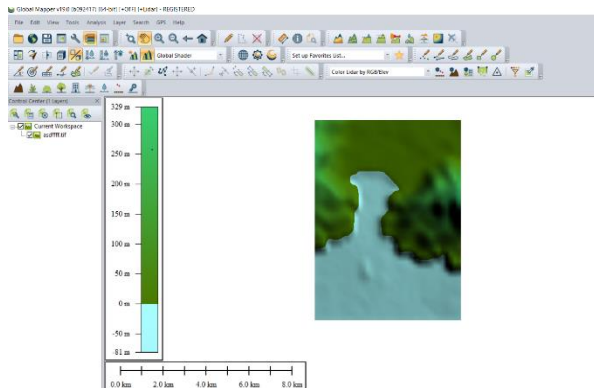 Global Mapper v19.0 (b092417) [64-bit] [+OFF] [+Lidar] - REGISTERED
File Edit View Tools Analysis Layer Search GPS Help
Global Shader
Set up Favorites List...
Color Lidar by RGB/Elev
Control Center (1 Layers)
Current Workspace
329 m
300 m
250 m
200 m
150 m
100 m
50 m
0 m
-50 m
-81 m
0.0 km 2.0 km 4.0 km 6.0 km 8.0 km